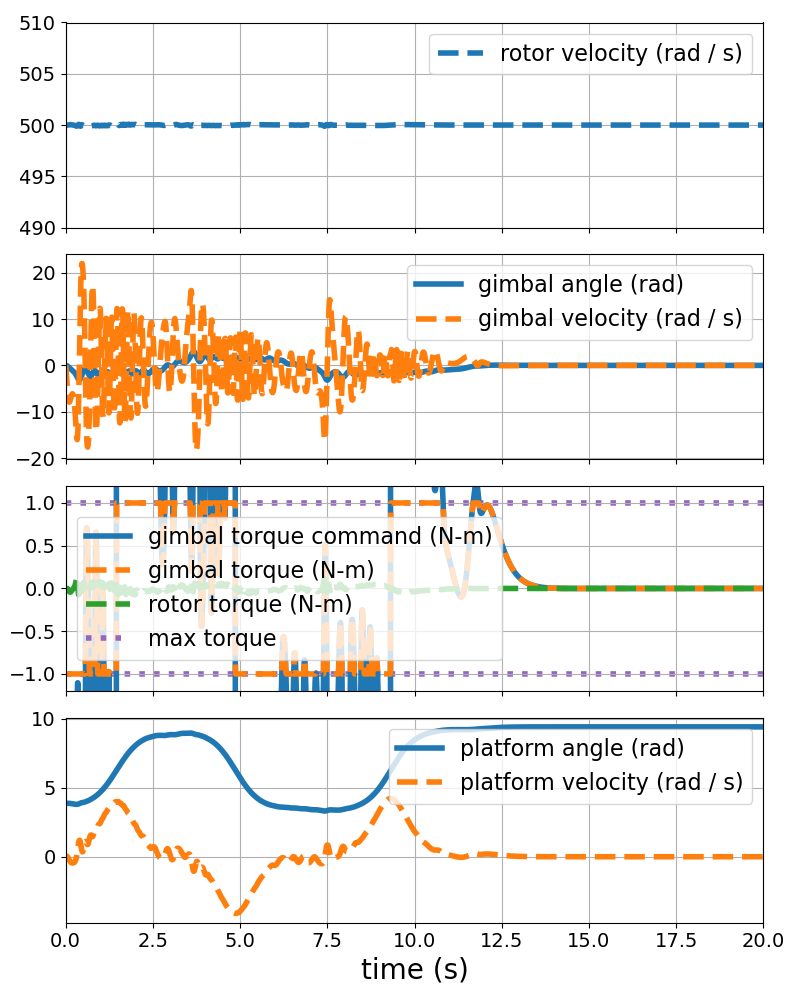 510
505
500
495
490
rotor velocity (rad / s)
20
10
0
−10
−20
gimbal angle (rad)
gimbal velocity (rad / s)
1.0
0.5
0.0
−0.5
−1.0
gimbal torque command (N-m)
gimbal torque (N-m)
rotor torque (N-m)
max torque
10
5
0
platform angle (rad)
platform velocity (rad / s)
0.0 2.5 5.0 7.5 10.0 12.5 15.0 17.5 20.0
time (s)